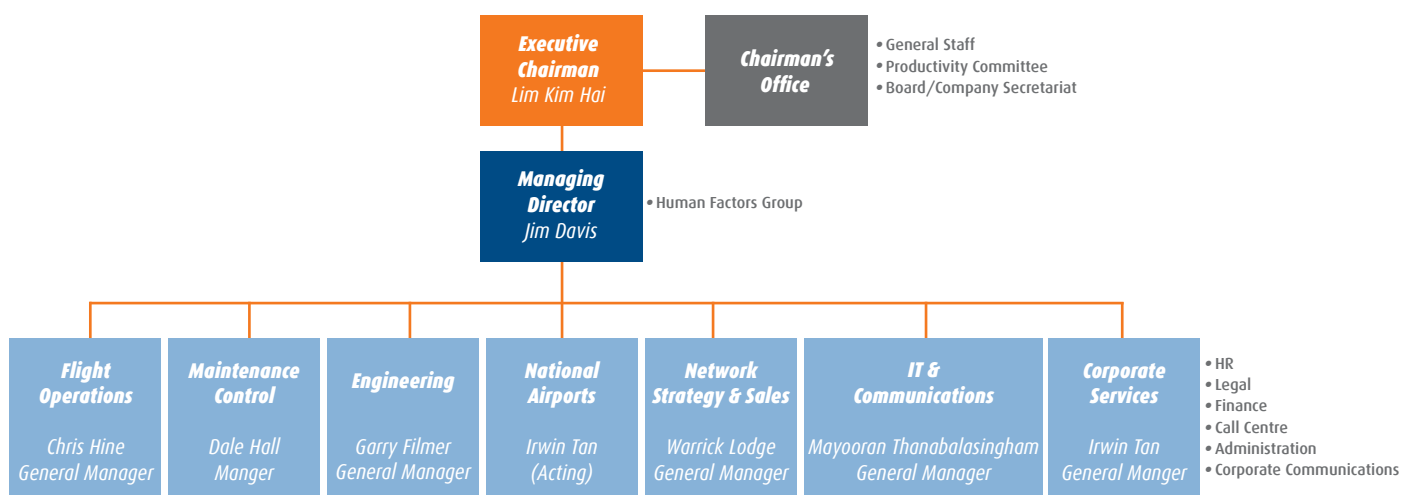 Executive
Chairman
Lim Kim Hai
Chairman's
Office
• General Staff
• Productivity Committee
• Board/Company Secretariat
Managing
Director
Jim Davis
• Human Factors Group
Flight
Operations
Chris Hine
General Manager
Maintenance
Control
Dale Hall
Manger
Engineering
Garry Filmer
General Manager
National
Airports
Irwin Tan
(Acting)
Network
Strategy & Sales
Warrick Lodge
General Manager
IT &
Communications
Mayooran Thanabalasingham
General Manager
Corporate
Services
Irwin Tan
General Manger
• HR
• Legal
• Finance
• Call Centre
• Administration
• Corporate Communications